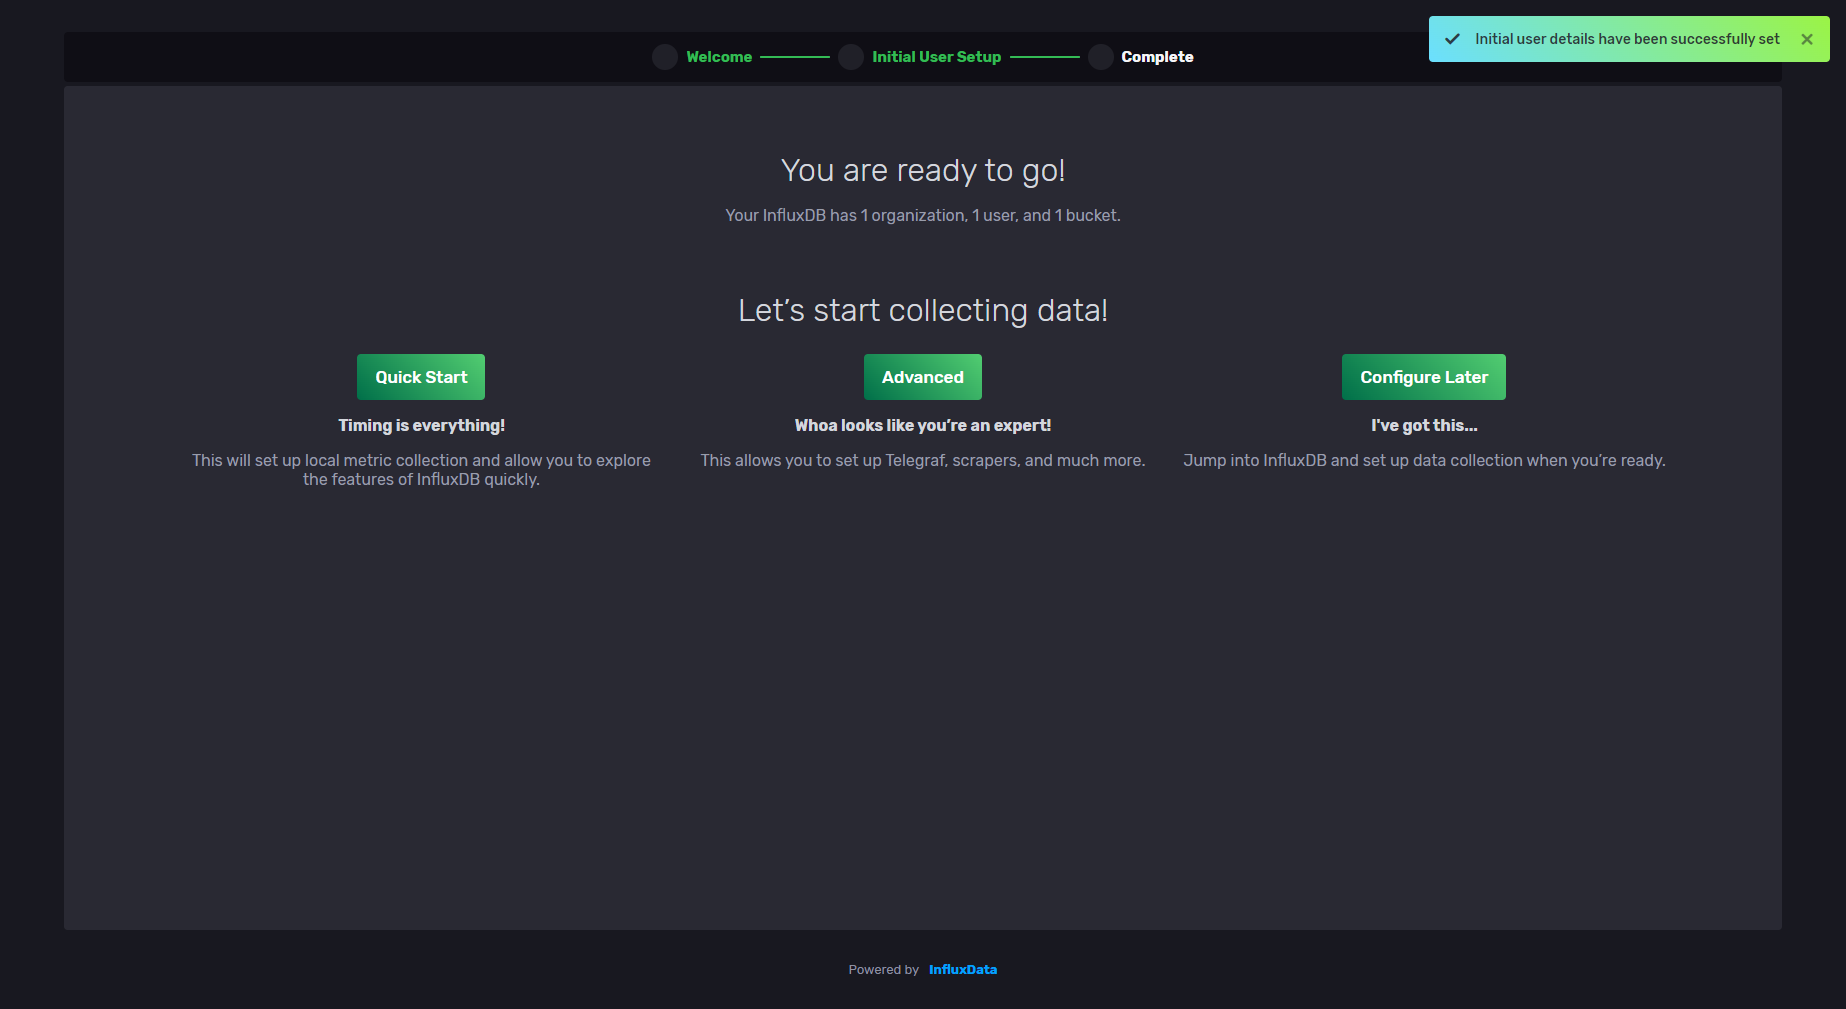 Welcome
Initial User Setup
Complete
Initial user details have been successfully set
You are ready to go!
Your InfluxDB has 1 organization, 1 user, and 1 bucket.
Let’s start collecting data!
Quick Start
Timing is everything!
This will set up local metric collection and allow you to explore
the features of InfluxDB quickly.
Advanced
Whoa looks like you’re an expert!
This allows you to set up Telegraf, scrapers, and much more.
Configure Later
I've got this...
Jump into InfluxDB and set up data collection when you’re ready.
Powered by InfluxData